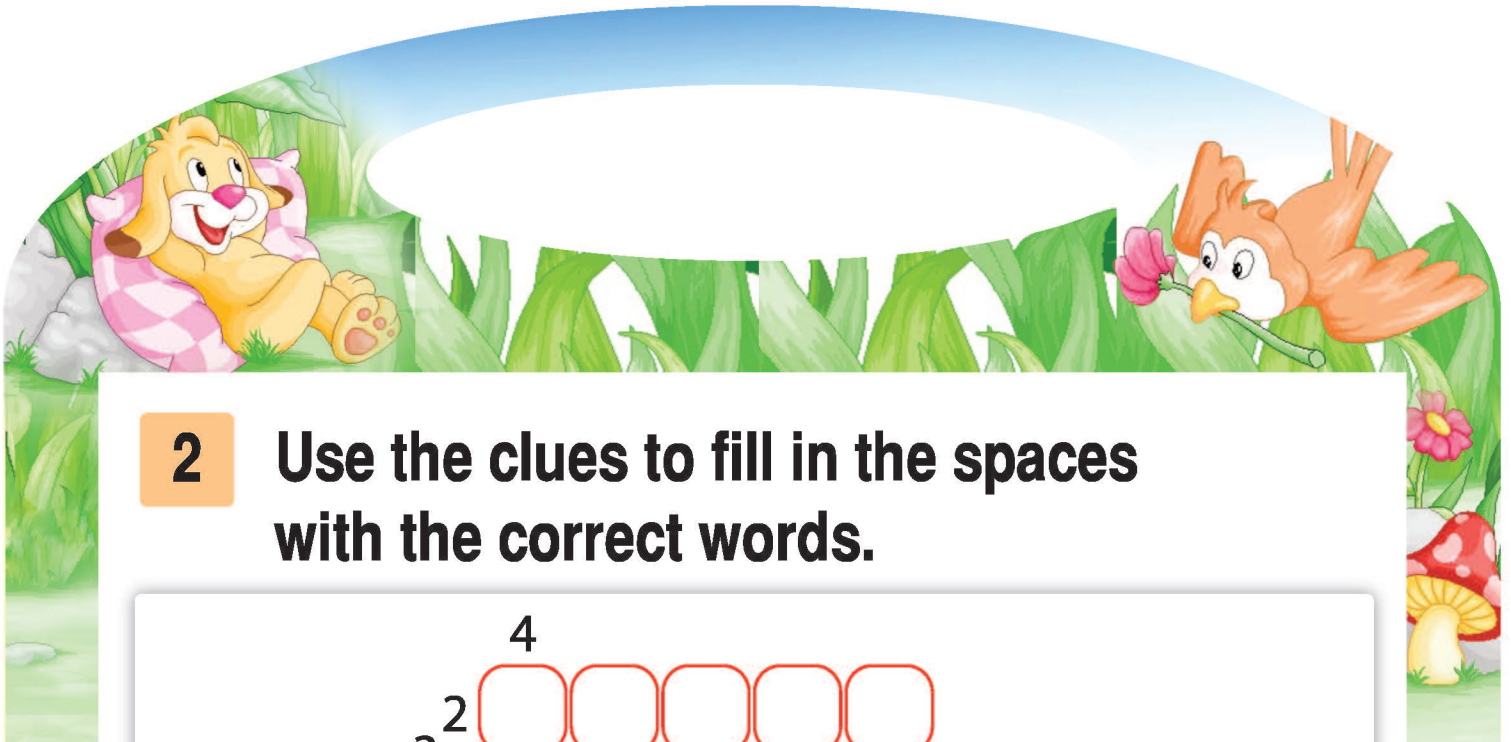 2 Use the clues to fill in the spaces
with the correct words.
4
2